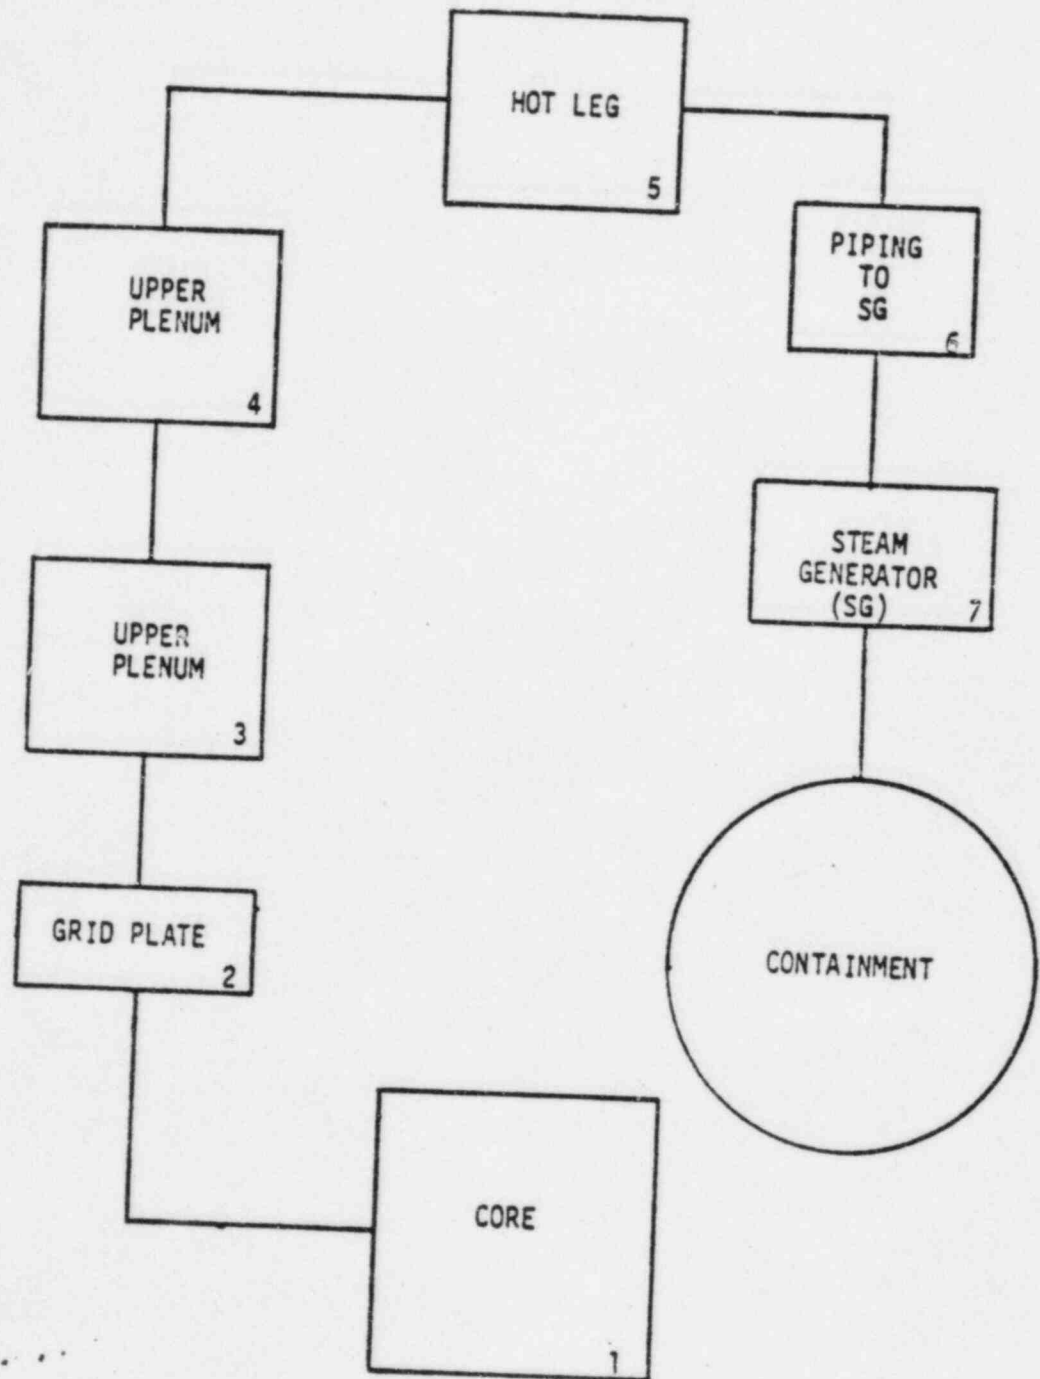 HOT LEG
5
UPPER
PLENUM
4
PIPING
TO
SG
6
STEAM
GENERATOR
(SG)
7
UPPER
PLENUM
3
GRID PLATE
2
CONTAINMENT
CORE
1